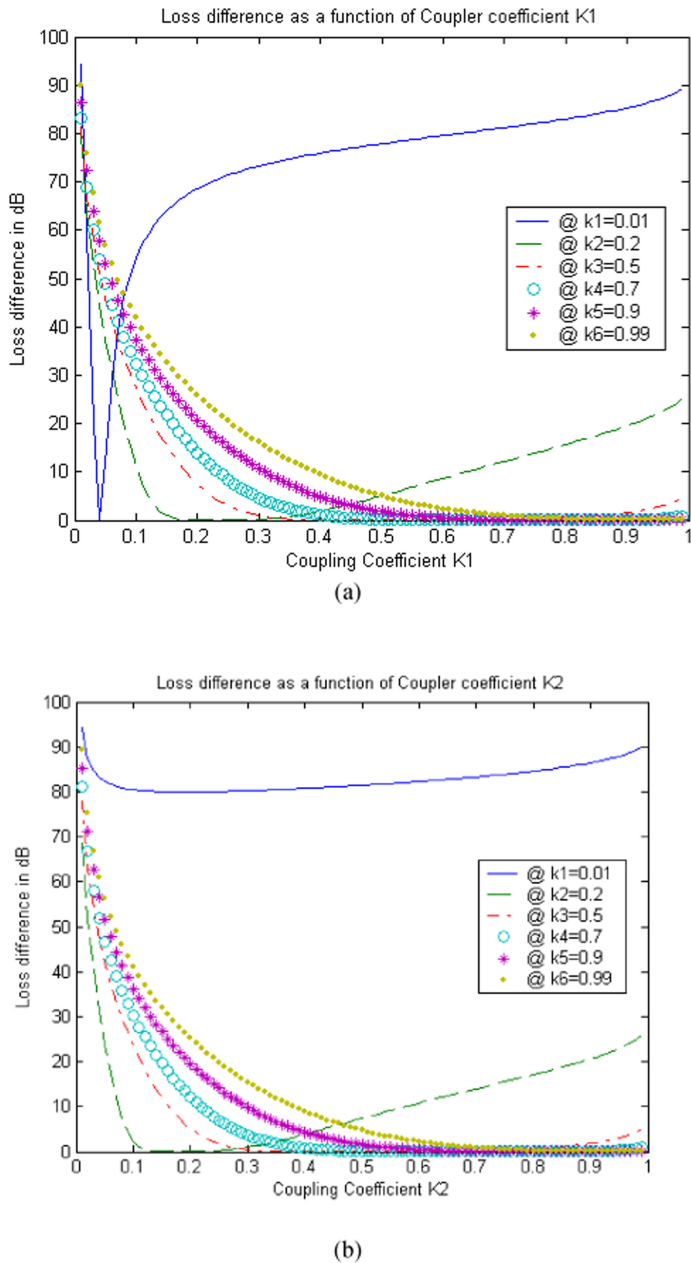 Loss difference as a function of Coupler coefficient K1
100
90
80
70
60
50
40
30
20
10
0
Loss difference in dB
@ k1=0.01
@ k2=0.2
@ k3=0.5
@ k4=0.7
@ k5=0.9
@ k6=0.99
0 0.1 0.2 0.3 0.4 0.5 0.6 0.7 0.8 0.9 1
Coupling Coefficient K1
(a)
Loss difference as a function of Coupler coefficient K2
100
90
80
70
60
50
40
30
20
10
0
Loss difference in dB
@ k1=0.01
@ k2=0.2
@ k3=0.5
@ k4=0.7
@ k5=0.9
@ k6=0.99
0 0.1 0.2 0.3 0.4 0.5 0.6 0.7 0.8 0.9 1
Coupling Coefficient K2
(b)